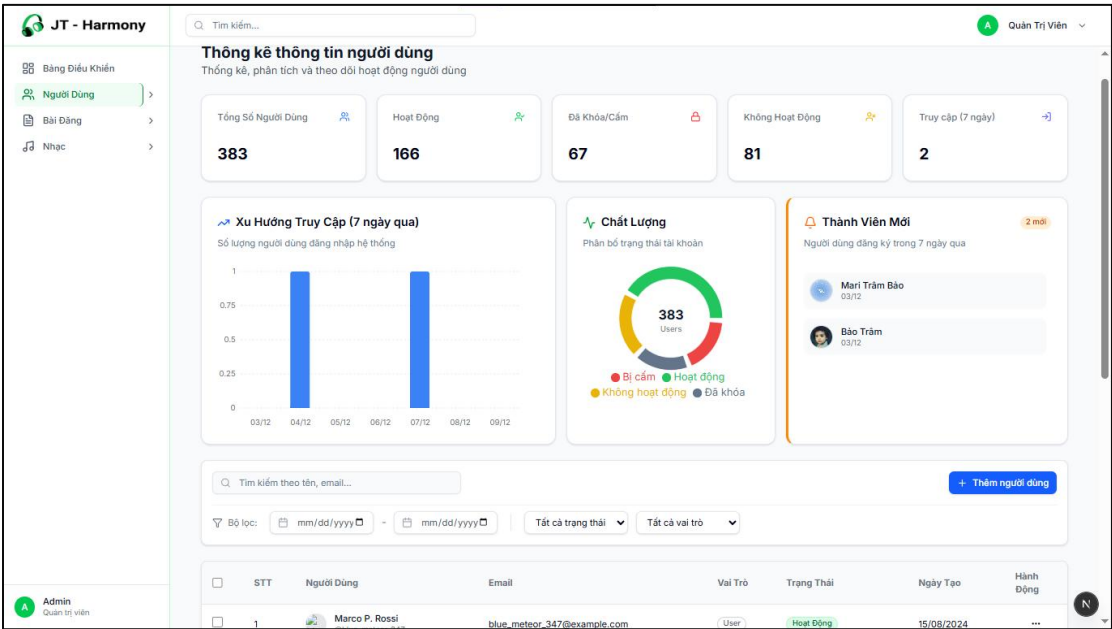 JT - Harmony
Tìm kiếm...
A
Quản Trị Viên
Bảng Điều Khiển
Người Dùng
Bài Đăng
Nhạc
Thống kê thông tin người dùng
Thống kê, phân tích và theo dõi hoạt động người dùng
Tổng Số Người Dùng
383
Hoạt Động
166
Đã Khóa/Cấm
67
Không Hoạt Động
81
Truy cập (7 ngày)
2
Xu Hướng Truy Cập (7 ngày qua)
Số lượng người dùng đăng nhập hệ thống
1
0.75
0.5
0.25
0
03/12 04/12 05/12 06/12 07/12 08/12 09/12
Chất Lượng
Phân bố trạng thái tài khoản
383
Users
Bị cấm Hoạt động
Không hoạt động Đã khóa
Thành Viên Mới
2 mới
Người dùng đăng ký trong 7 ngày qua
Mari Trâm Bảo
03/12
Bảo Trâm
03/12
Tìm kiếm theo tên, email...
+ Thêm người dùng
Bộ lọc: mm/dd/yyyy - mm/dd/yyyy Tất cả trạng thái Tất cả vai trò
STT Người Dùng Email Vai Trò Trạng Thái Ngày Tạo Hành Động
1 Marco P. Rossi blue_meteor_347@example.com User Hoạt Động 15/08/2024 ...
A
Admin
Quản trị viên
N